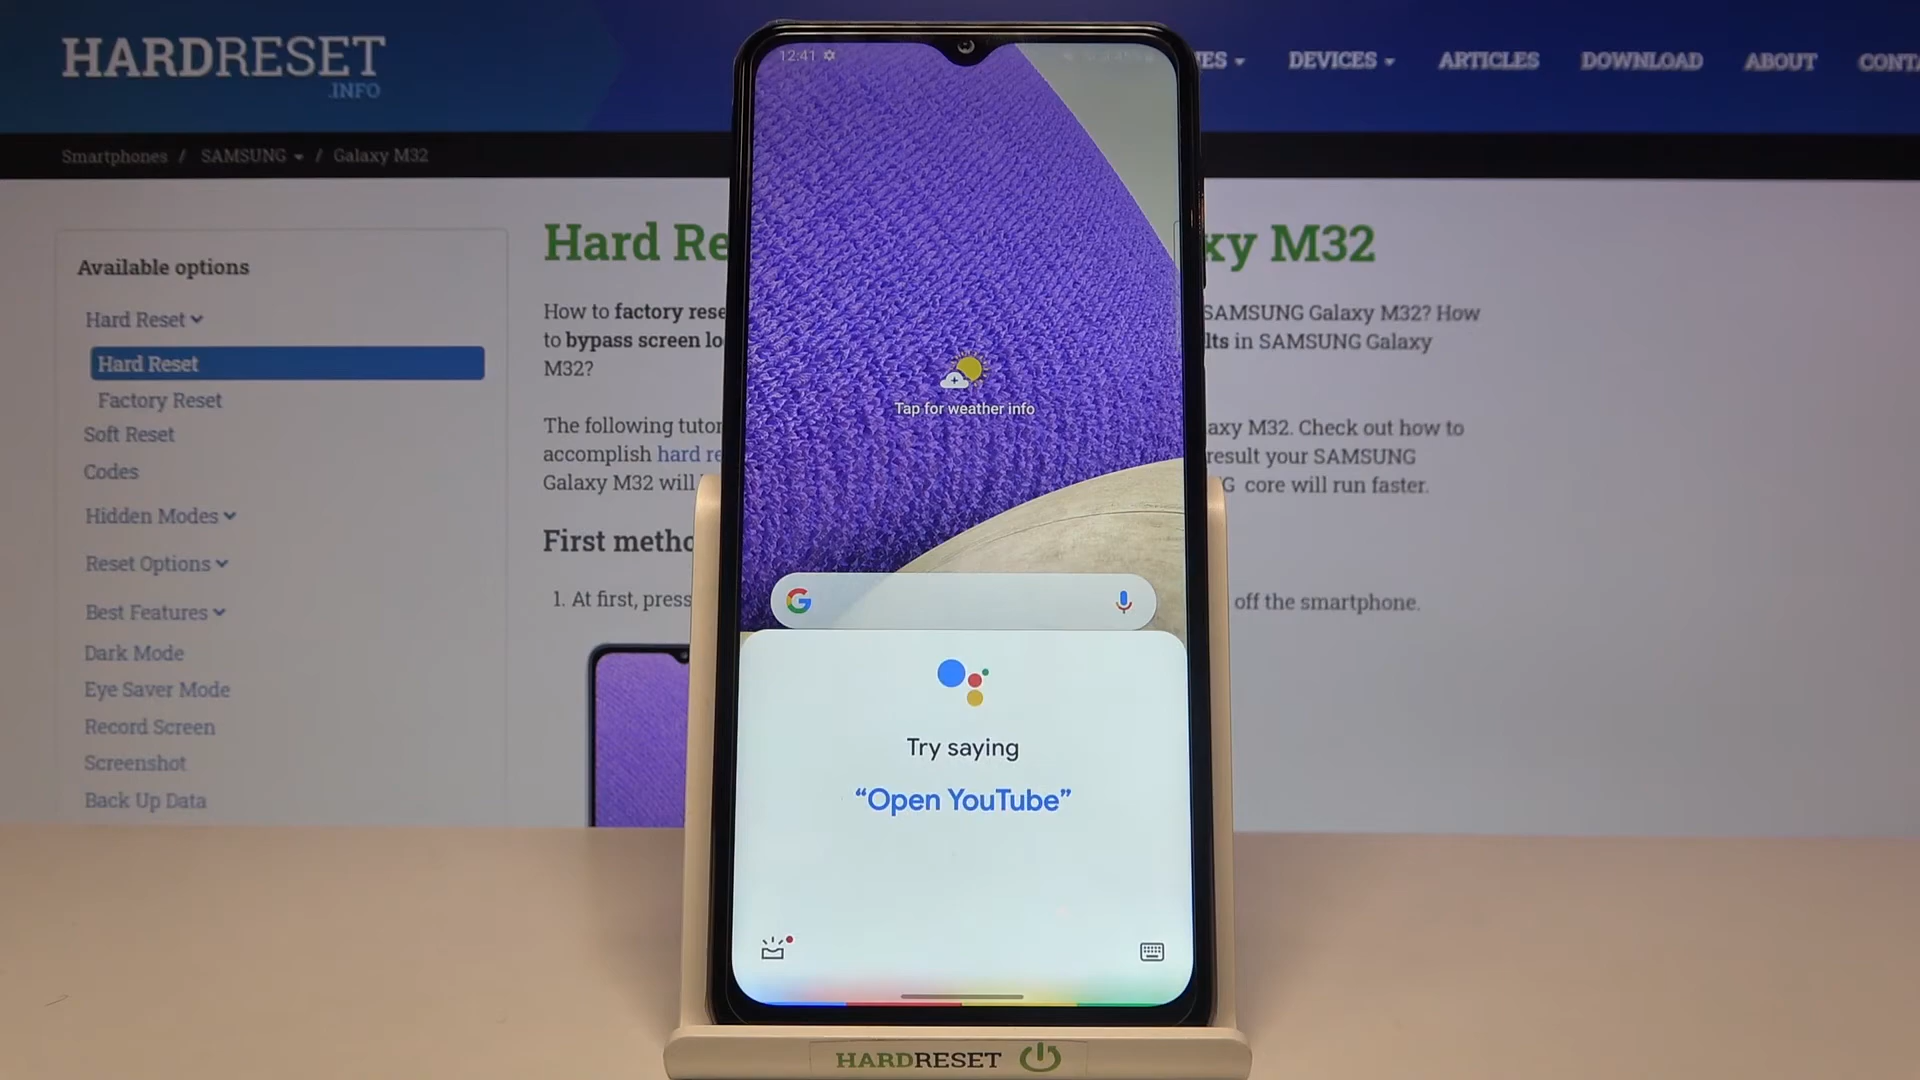 HARDRESET
.INFO
ES DEVICES ARTICLES DOWNLOAD ABOUT CONTA
Smartphones / SAMSUNG / Galaxy M32
Available options
Hard Reset
Hard Reset
Factory Reset
Soft Reset
Codes
Hidden Modes
Reset Options
Best Features
Dark Mode
Eye Saver Mode
Record Screen
Screenshot
Back Up Data
Hard Re xy M32
How to factory rese SAMSUNG Galaxy M32? How
to bypass screen lo lts in SAMSUNG Galaxy
M32?
The following tutor axy M32. Check out how to
accomplish hard re result your SAMSUNG
Galaxy M32 will G core will run faster.
First metho
1. At first, press off the smartphone.
12:41
Tap for weather info
G
Try saying
“Open YouTube”
HARDRESET